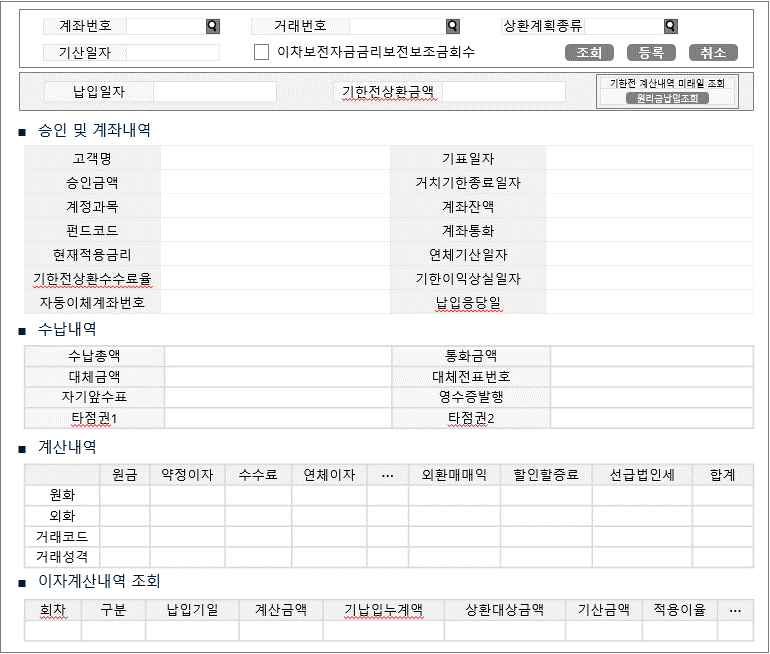 계좌번호 거래번호 상환계획종류
기산일자 이차보전자금금리보전보조금회수 조회 등록 취소
납입일자 기한전상환금액 기한전 계산내역 미래일 조회
원리금납입조회
■ 승인 및 계좌내역
고객명 기표일자
승인금액 거치기한종료일자
계정과목 계좌잔액
펀드코드 계좌통화
현재적용금리 연체기산일자
기한전상환수수료율 기한이익상실일자
자동이체계좌번호 납입응당일
■ 수납내역
수납총액 통화금액
대체금액 대체전표번호
자기앞수표 영수증발행
타점권1 타점권2
■ 계산내역
원금 약정이자 수수료 연체이자 … 외환매매익 할인할증료 선급법인세 합계
원화
외화
거래코드
거래성격
■ 이자계산내역 조회
회차 구분 납입기일 계산금액 기납입누계액 상환대상금액 기산금액 적용이율 …